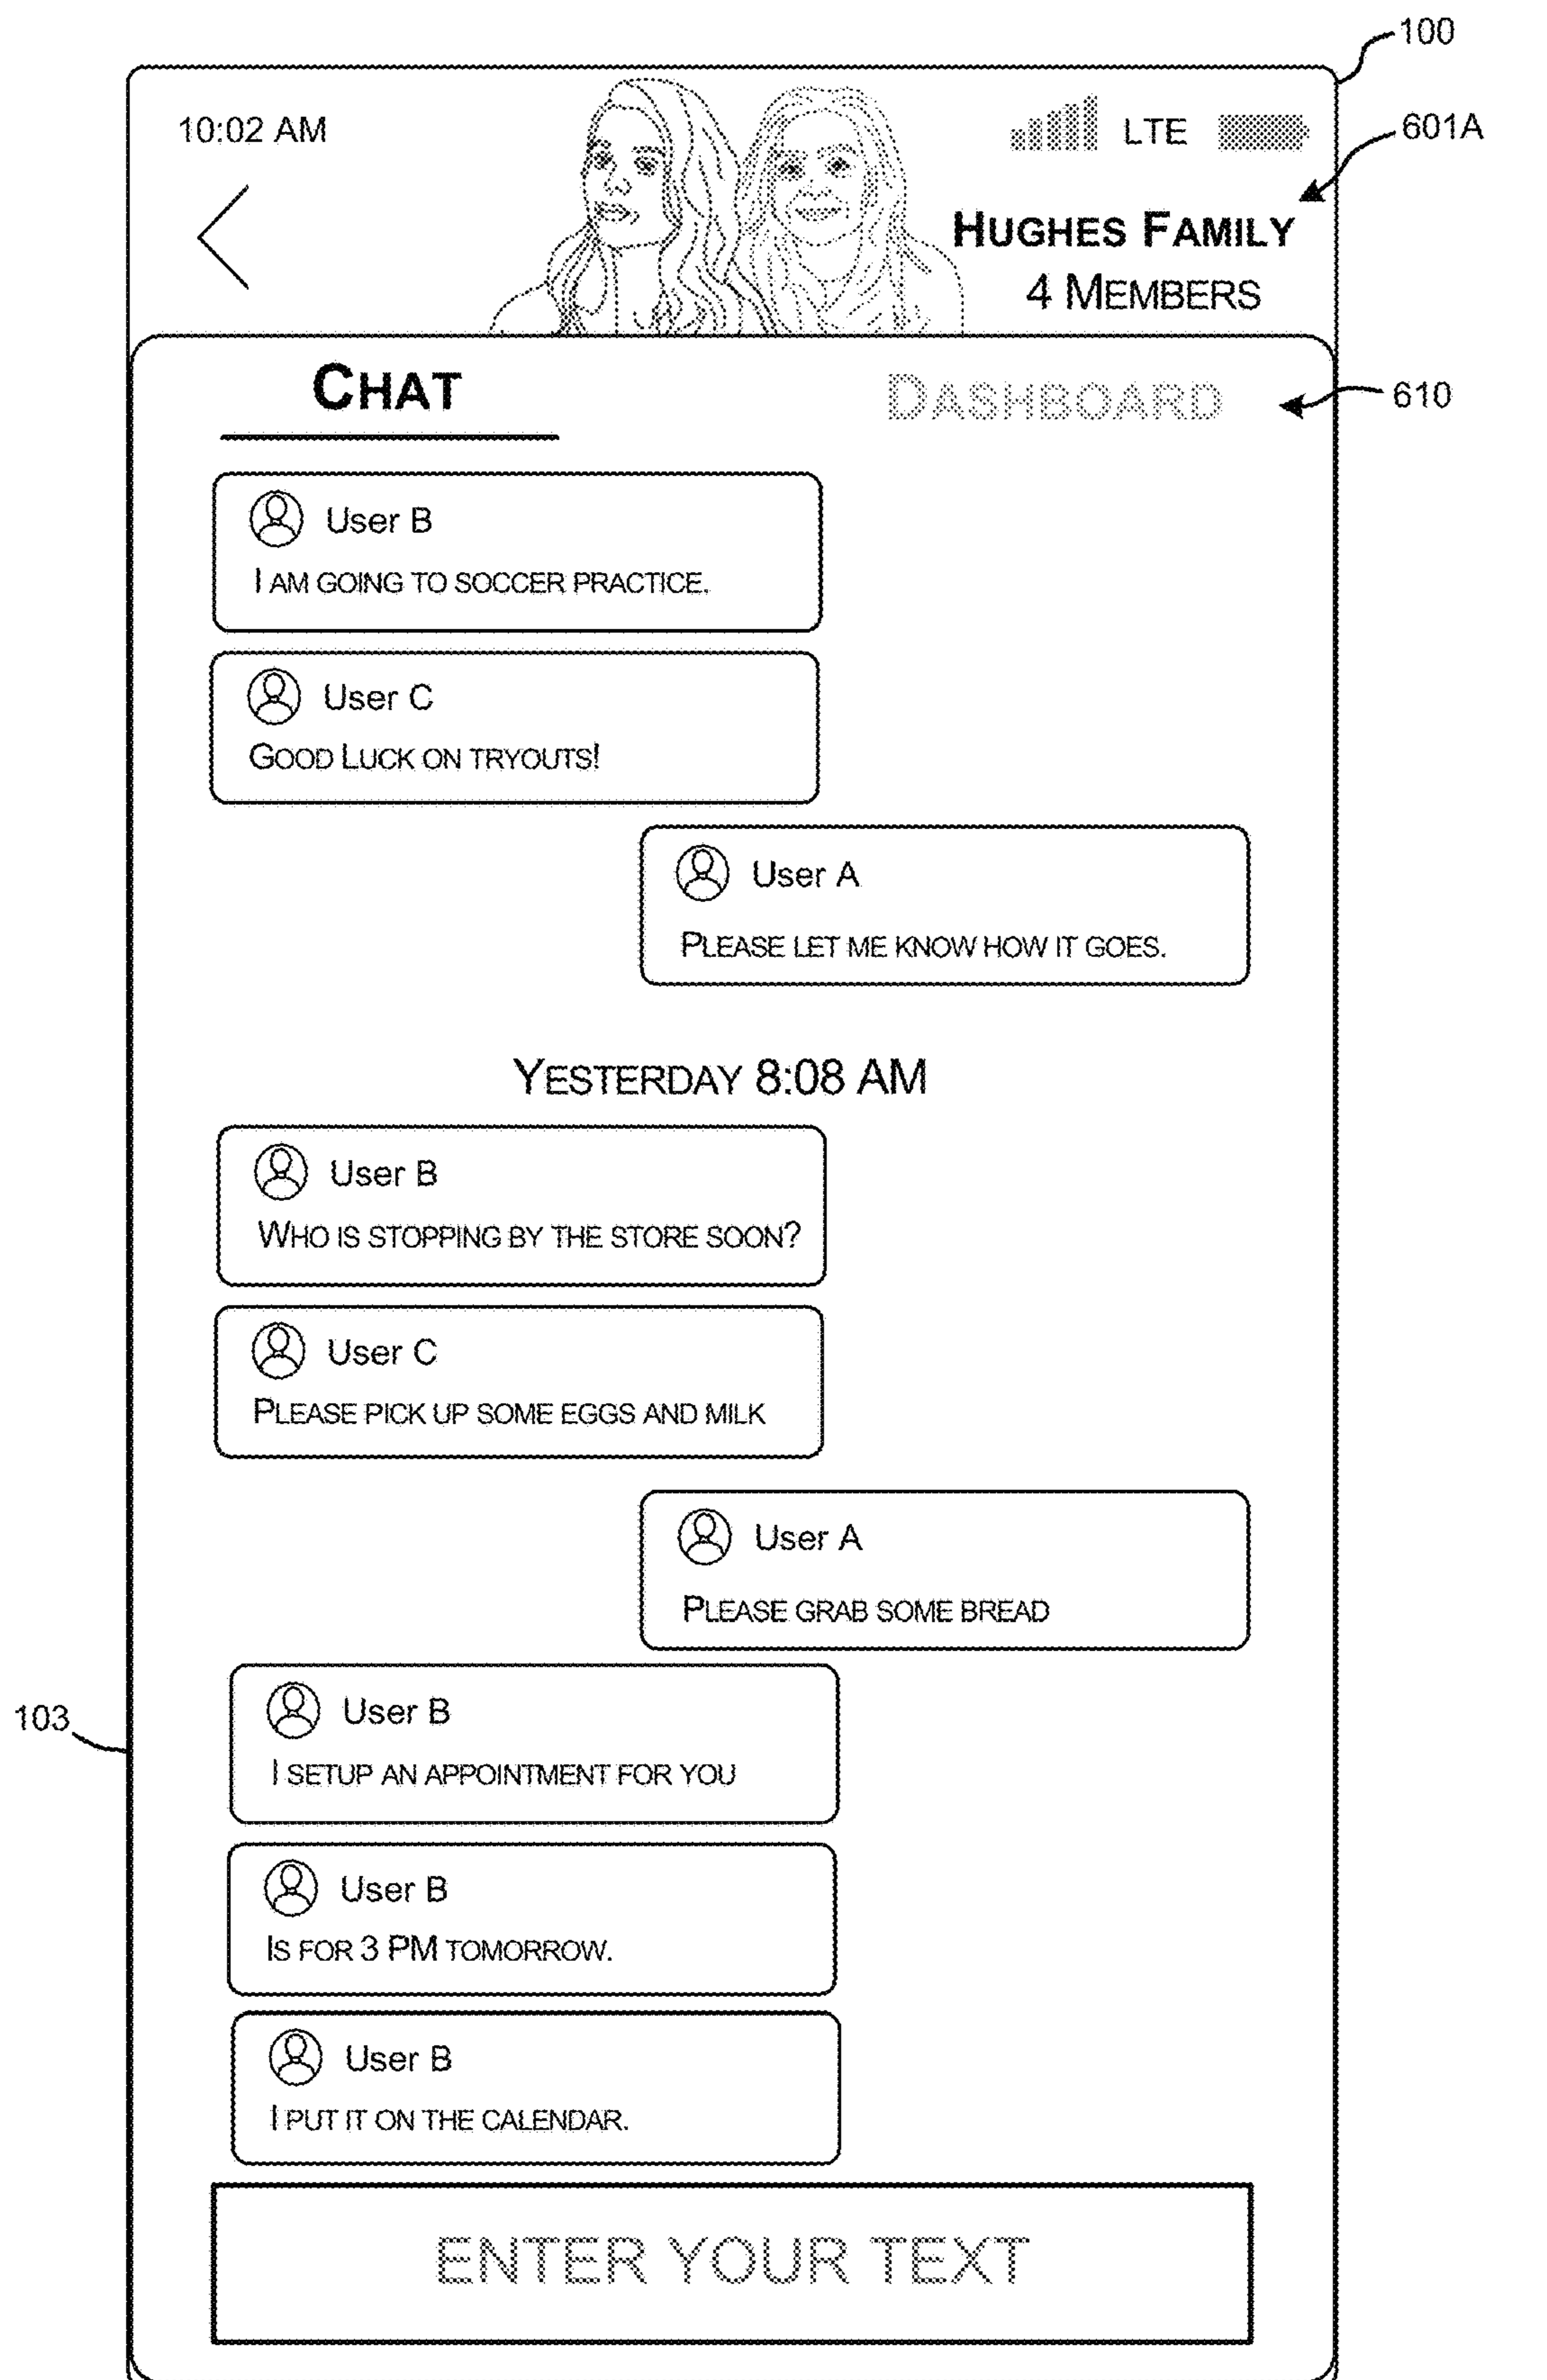 100
10:02 AM
LTE
601A
HUGHES FAMILY
4 MEMBERS
CHAT
DASHBOARD
610
User B
I AM GOING TO SOCCER PRACTICE.
User C
GOOD LUCK ON TRYOUTS!
User A
PLEASE LET ME KNOW HOW IT GOES.
YESTERDAY 8:08 AM
User B
WHO IS STOPPING BY THE STORE SOON?
User C
PLEASE PICK UP SOME EGGS AND MILK
User A
PLEASE GRAB SOME BREAD
103
User B
I SETUP AN APPOINTMENT FOR YOU
User B
IS FOR 3 PM TOMORROW.
User B
I PUT IT ON THE CALENDAR.
ENTER YOUR TEXT